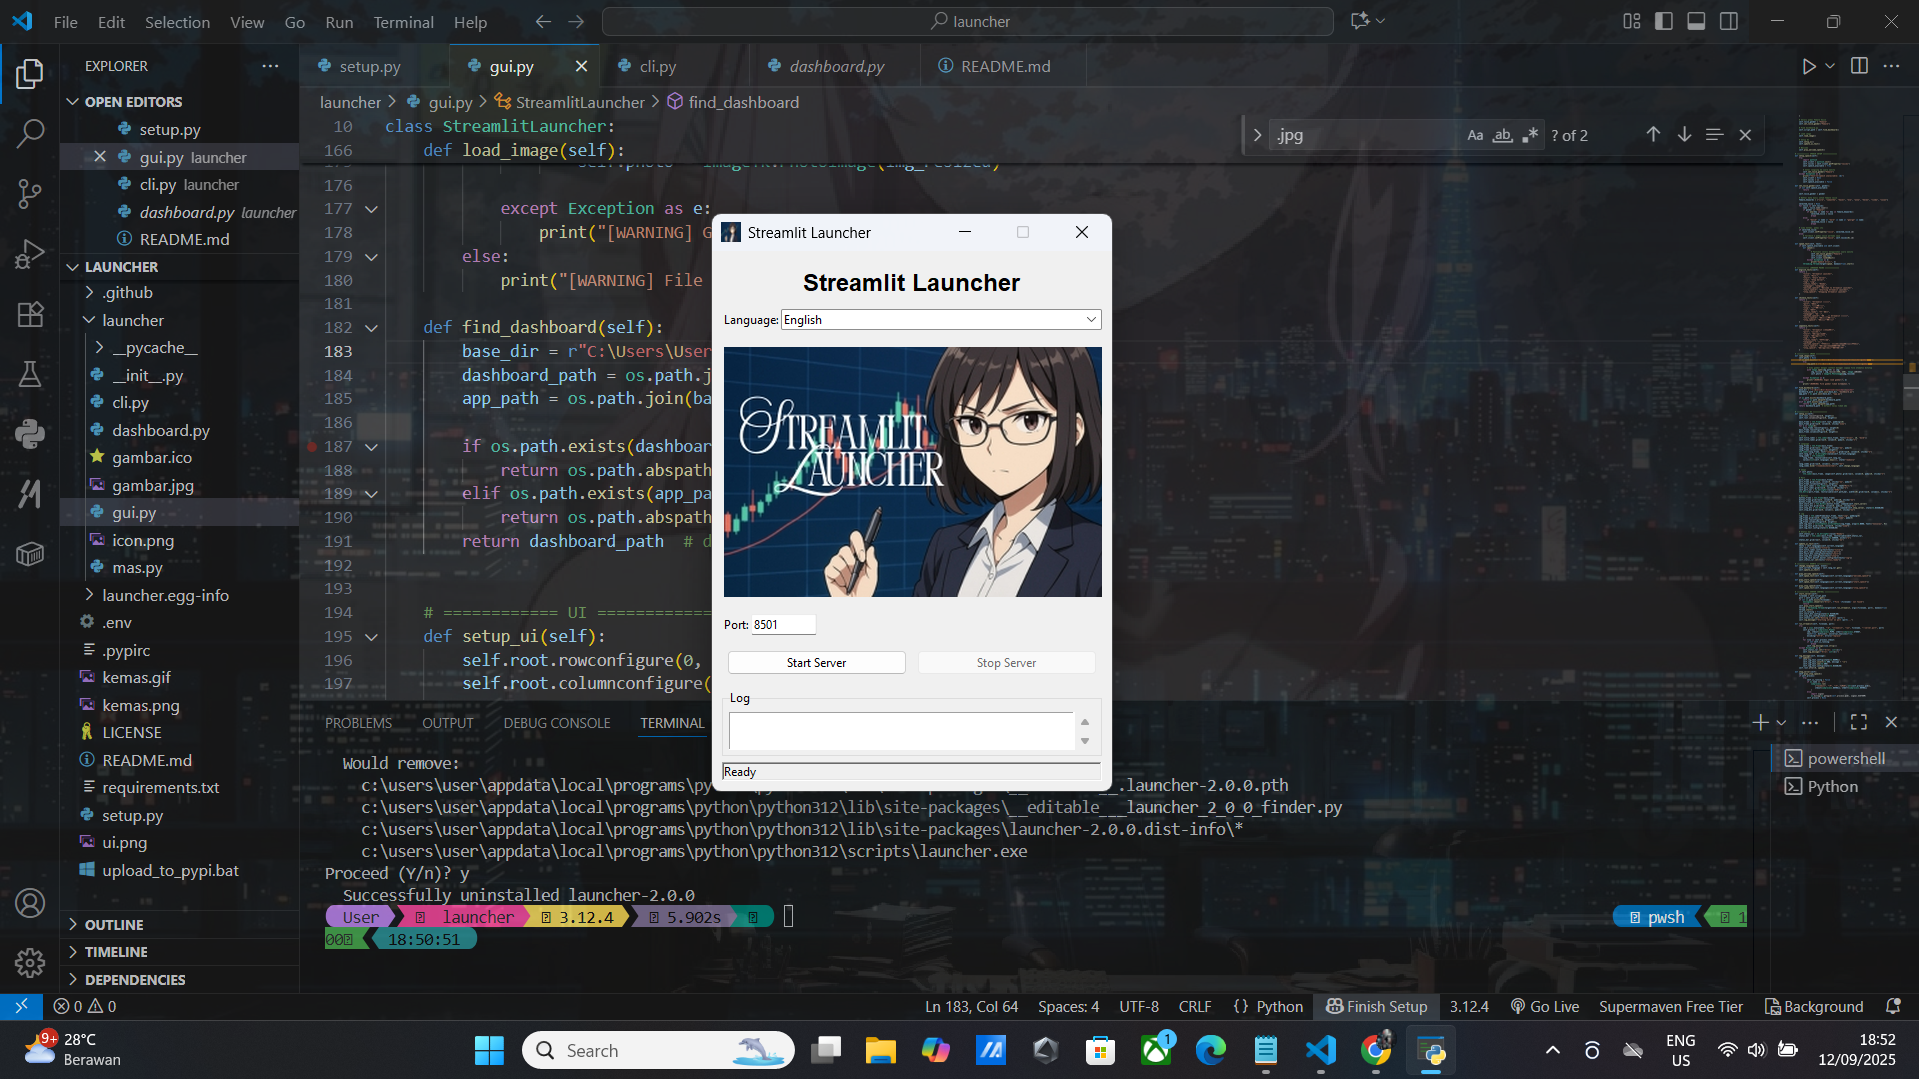 File Edit Selection View Go Run Terminal Help
launcher
EXPLORER
OPEN EDITORS
setup.py
gui.py launcher
cli.py launcher
dashboard.py launcher
README.md
LAUNCHER
.github
launcher
__pycache__
__init__.py
cli.py
dashboard.py
gambar.ico
gambar.jpg
gui.py
icon.png
mas.py
launcher.egg-info
.env
.pypirc
kemas.gif
kemas.png
LICENSE
README.md
requirements.txt
setup.py
ui.png
upload_to_pypi.bat
OUTLINE
TIMELINE
DEPENDENCIES
setup.py gui.py cli.py dashboard.py README.md
launcher > gui.py > StreamlitLauncher > find_dashboard
.jpg Aa ab ? of 2
10 class StreamlitLauncher:
166 def load_image(self):
176
177 except Exception as e:
178 print("[WARNING] G
179 else:
180 print("[WARNING] File
181
182 def find_dashboard(self):
183 base_dir = r"C:\Users\User
184 dashboard_path = os.path.j
185 app_path = os.path.join(ba
186
187 if os.path.exists(dashboar
188 return os.path.abspath
189 elif os.path.exists(app_pa
190 return os.path.abspath
191 return dashboard_path # d
192
193
194 # ============ UI ============
195 def setup_ui(self):
196 self.root.rowconfigure(0,
197 self.root.columnconfigure(
Streamlit Launcher
Streamlit Launcher
Language: English
STREAMLIT
LAUNCHER
Port: 8501
Start Server Stop Server
Log
Ready
PROBLEMS OUTPUT DEBUG CONSOLE TERMINAL
Would remove:
c:\users\user\appdata\local\programs\py .launcher-2.0.0.pth
c:\users\user\appdata\local\programs\python\python312\lib\site-packages\__editable___launcher_2_0_0_finder.py
c:\users\user\appdata\local\programs\python\python312\lib\site-packages\launcher-2.0.0.dist-info\*
c:\users\user\appdata\local\programs\python\python312\scripts\launcher.exe
Proceed (Y/n)? y
Successfully uninstalled launcher-2.0.0
User launcher 3.12.4 5.902s pwsh 1
00 18:50:51
powershell
Python
0 0 Ln 183, Col 64 Spaces: 4 UTF-8 CRLF {} Python Finish Setup 3.12.4 Go Live Supermaven Free Tier Background
9+ 28°C
Berawan
Search
1
ENG
US
18:52
12/09/2025